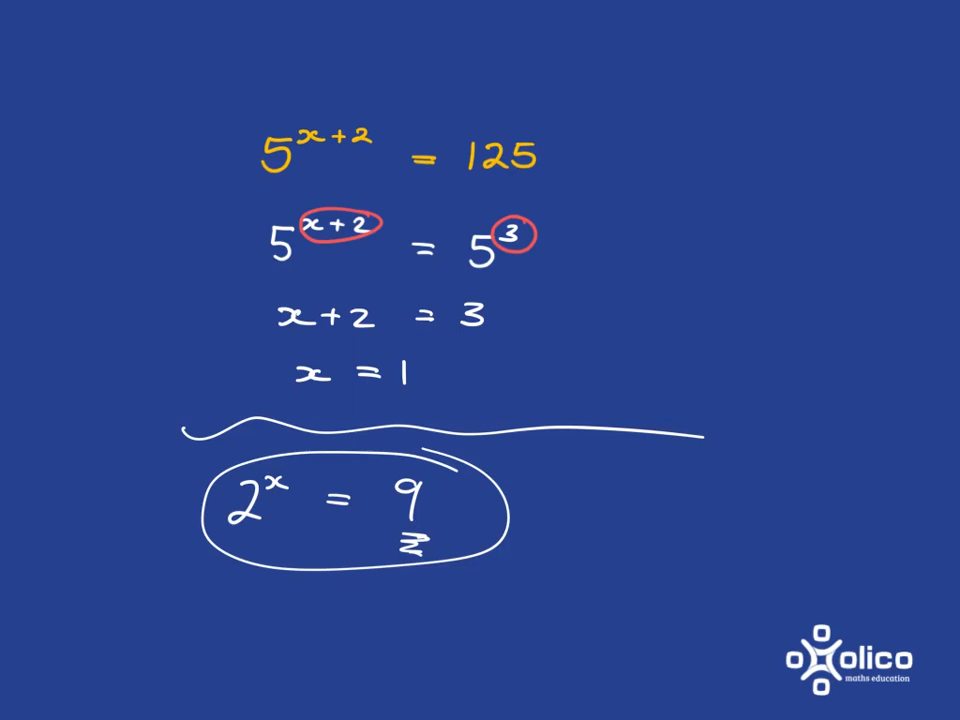 5^{x+2} = 125
5^{x+2} = 5^{3}
x+2 = 3
x = 1
2^{x} = 9
olico
maths education